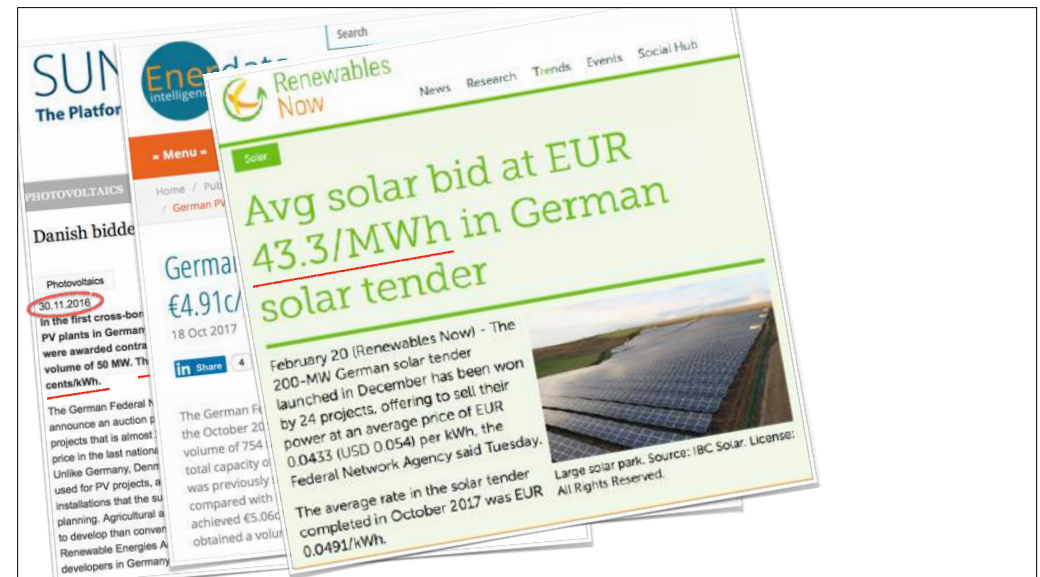 SUN
The Platfor
PHOTOVOLTAICS
Danish bidde
Photovoltaics
30.11.2016
In the first cross-bor
PV plants in German
were awarded contra
volume of 50 MW. Th
cents/kWh.
The German Federal N
announce an auction p
projects that is almost
price in the last nationa
Unlike Germany, Denm
used for PV projects, a
installations that the su
planning. Agricultural a
to develop than conver
Renewable Energies A
developers in Germany
Search
Enerdata
intelligenc
- Menu -
Home / Pub
/ German PV
German
€4.91c/
18 Oct 2017
in Share 4
The German Fe
the October 20
volume of 754
total capacity o
was previously
compared with
achieved €5.06c
obtained a volu
Renewables
Now
News Research Trends Events Social Hub
Solar
Avg solar bid at EUR
43.3/MWh in German
solar tender
February 20 (Renewables Now) - The
200-MW German solar tender
launched in December has been won
by 24 projects, offering to sell their
power at an average price of EUR
0.0433 (USD 0.054) per kWh, the
Federal Network Agency said Tuesday.
The average rate in the solar tender
completed in October 2017 was EUR
0.0491/kWh.
Large solar park. Source: IBC Solar. License:
All Rights Reserved.